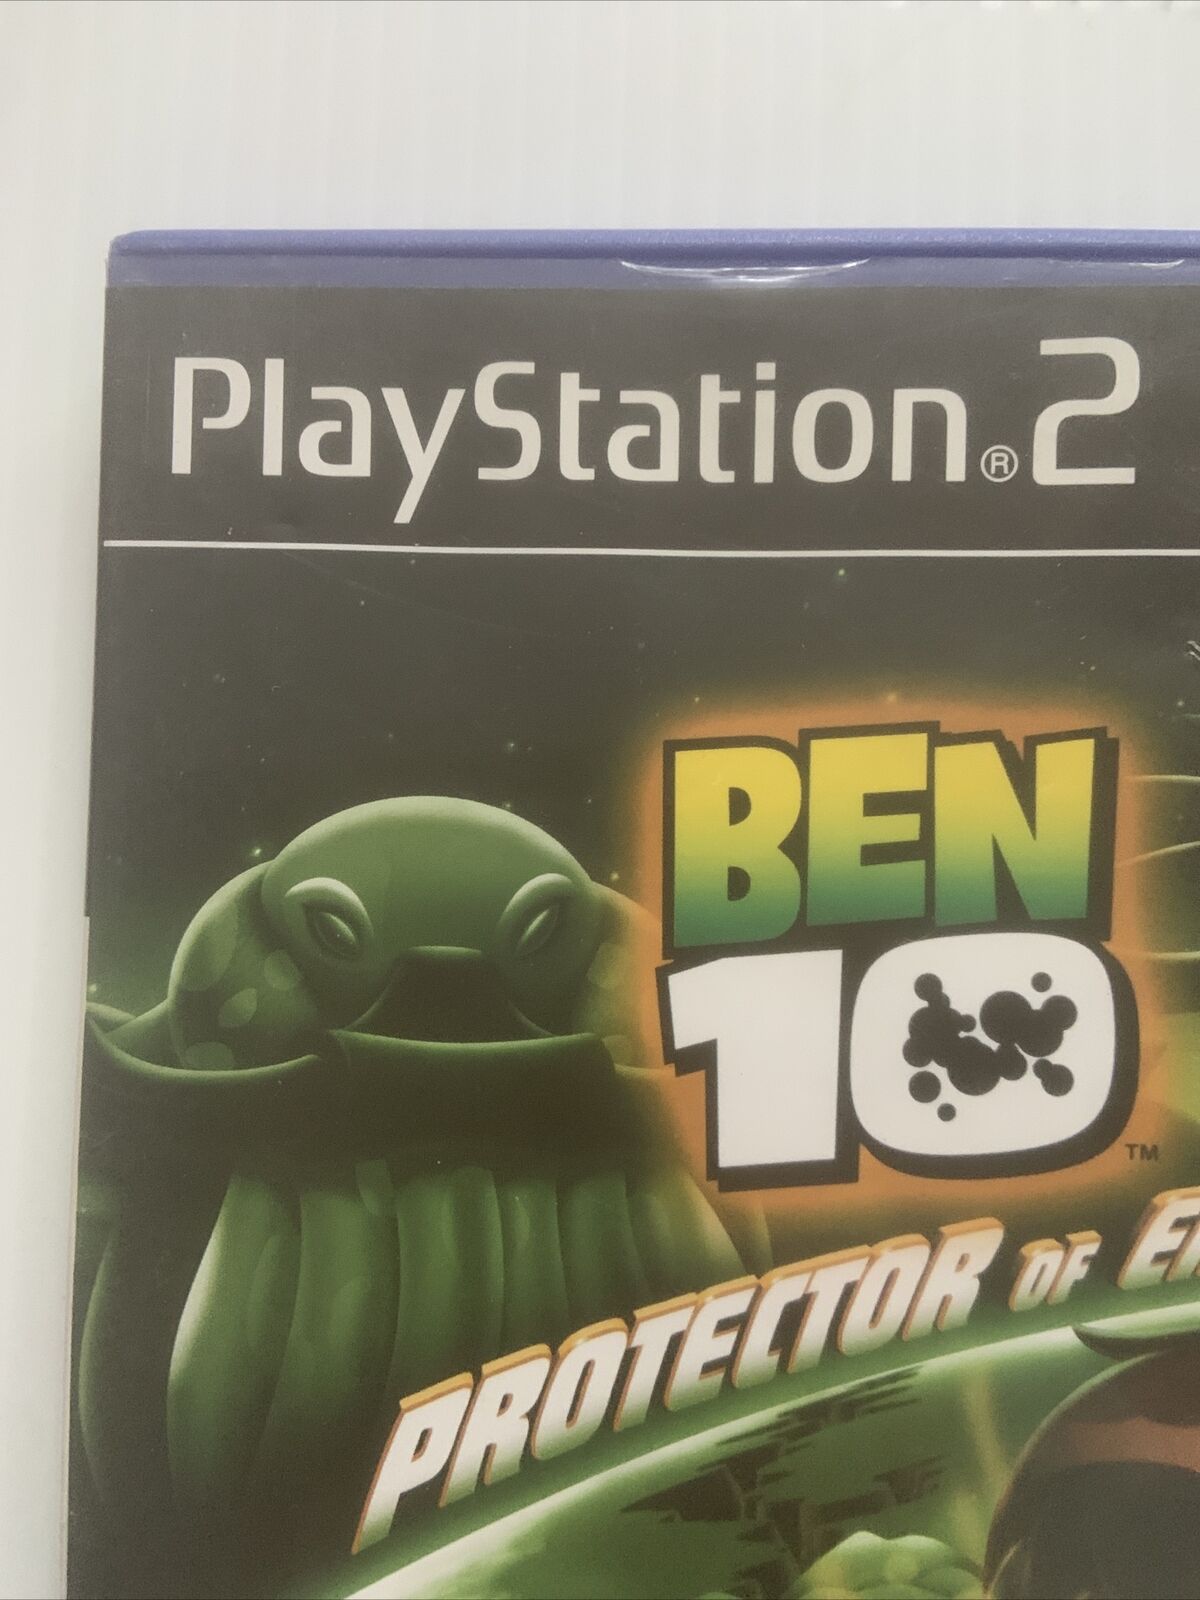 PlayStation®2
BEN
10™
PROTECTOR OF